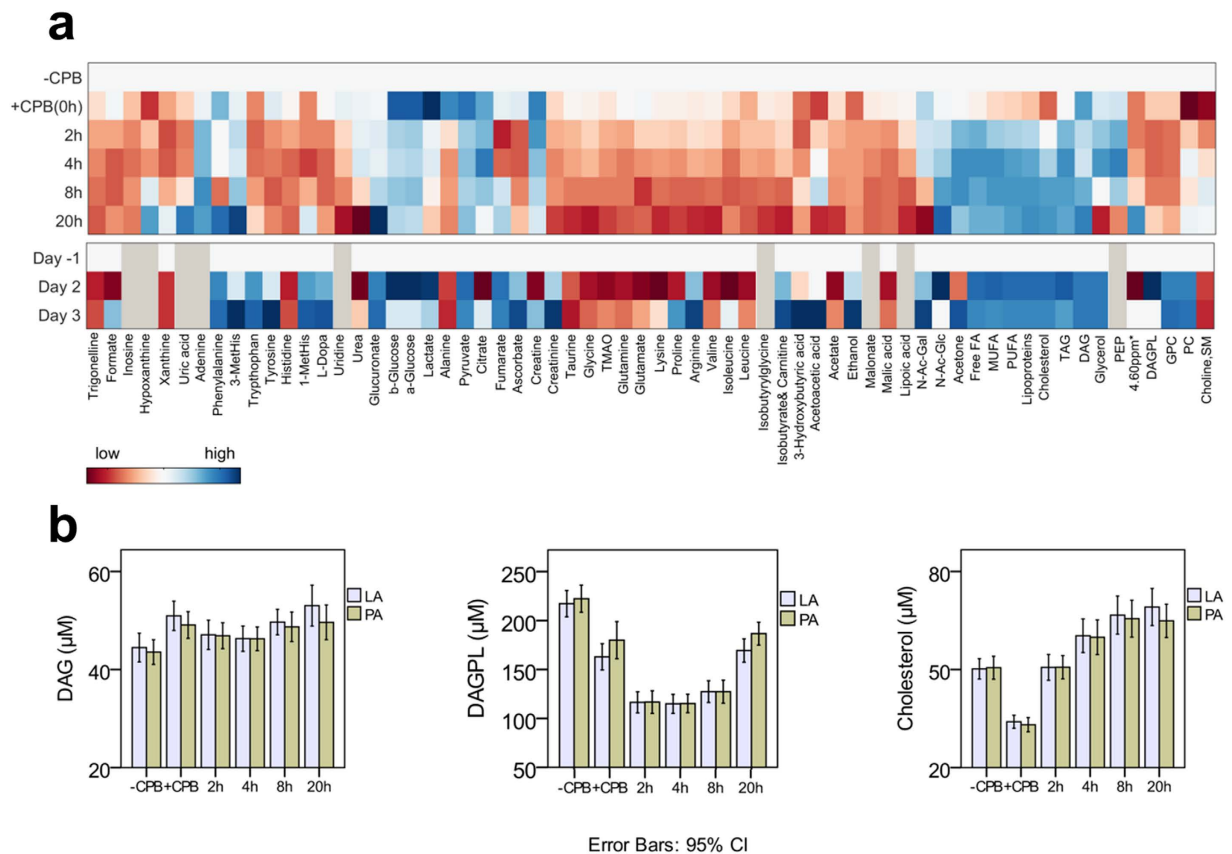 a
-CPB
+CPB(0h)
2h
4h
8h
20h
Day -1
Day 2
Day 3
Trigonelline
Formate
Inosine
Hypoxanthine
Xanthine
Uric acid
Adenine
Phenylalanine
3-MetHis
Trypthophan
Tyrosine
Histidine
1-MetHis
L-Dopa
Uridine
Urea
Glucuronate
b-Glucose
a-Glucose
Lactate
Alanine
Pyruvate
Citrate
Fumarate
Ascorbate
Creatine
Creatinine
Taurine
Glycine
TMAO
Glutamine
Glutamate
Lysine
Proline
Arginine
Valine
Isoleucine
Leucine
Isobutyrylglycine
Isobutyrate& Carnitine
3-Hydroxybutyric acid
Acetoacetic acid
Acetate
Ethanol
Malonate
Malic acid
Lipoic acid
N-Ac-Gal
N-Ac-Glc
Acetone
Free FA
MUFA
PUFA
Lipoproteins
Cholesterol
TAG
DAG
Glycerol
PEP
4.60ppm*
DAGPL
GPC
PC
Choline,SM
low high
b
DAG (µM)
60
40
20
-CPB+CPB 2h 4h 8h 20h
LA
PA
DAGPL (µM)
250
200
150
100
50
-CPB+CPB 2h 4h 8h 20h
LA
PA
Cholesterol (µM)
80
50
20
-CPB+CPB 2h 4h 8h 20h
LA
PA
Error Bars: 95% CI